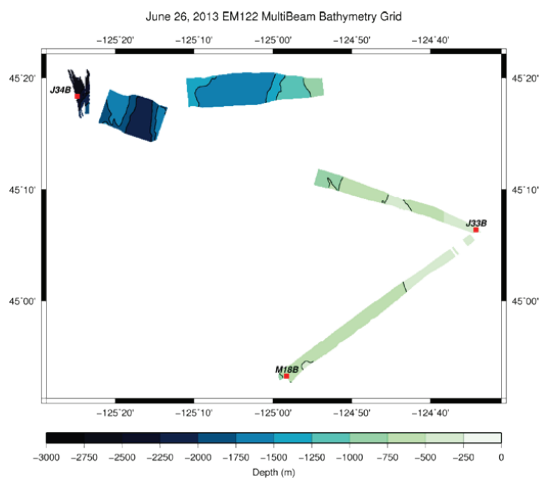 June 26, 2013 EM122 MultiBeam Bathymetry Grid
−125˚20' −125˚10' −125˚00' −124˚50' −124˚40'
45˚20' 45˚20'
J34B
45˚10' 45˚10'
J33B
45˚00' 45˚00'
M18B
−125˚20' −125˚10' −125˚00' −124˚50' −124˚40'
−3000 −2750 −2500 −2250 −2000 −1750 −1500 −1250 −1000 −750 −500 −250 0
Depth (m)